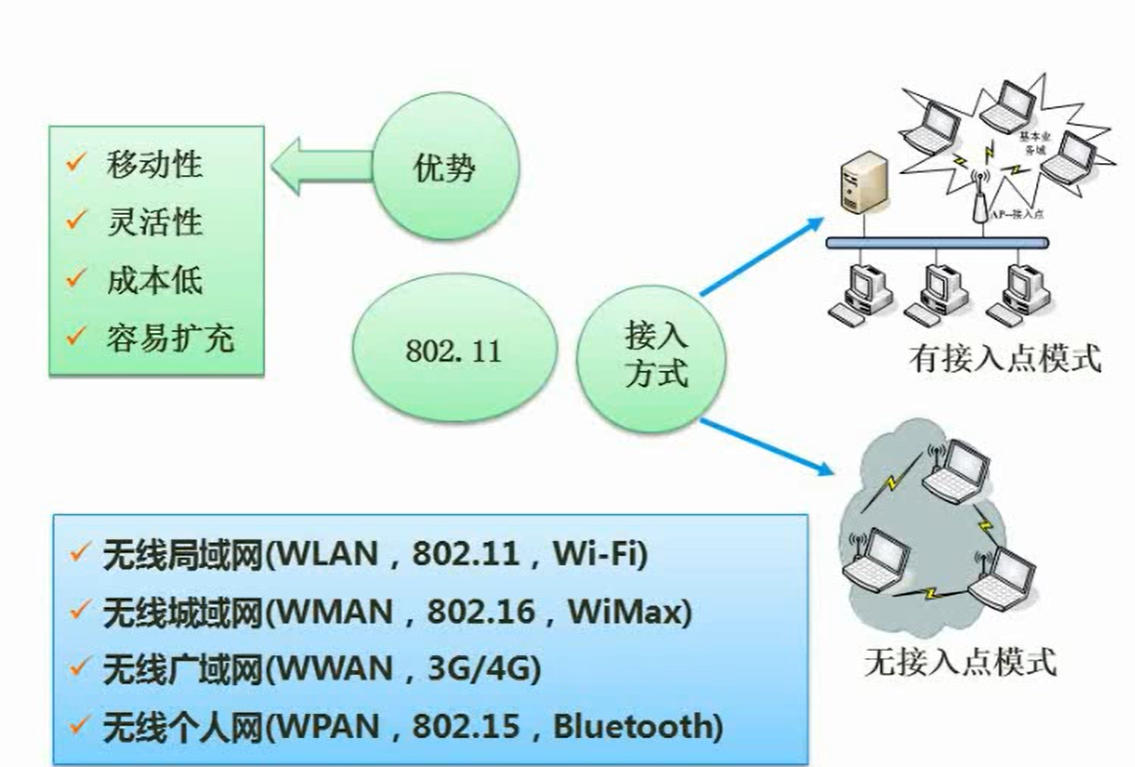 优势
移动性
灵活性
成本低
容易扩充
802.11
接入
方式
基本业
务域
AP--接入点
有接入点模式
无接入点模式
无线局域网(WLAN，802.11，Wi-Fi)
无线城域网(WMAN，802.16，WiMax)
无线广域网(WWAN，3G/4G)
无线个人网(WPAN，802.15，Bluetooth)